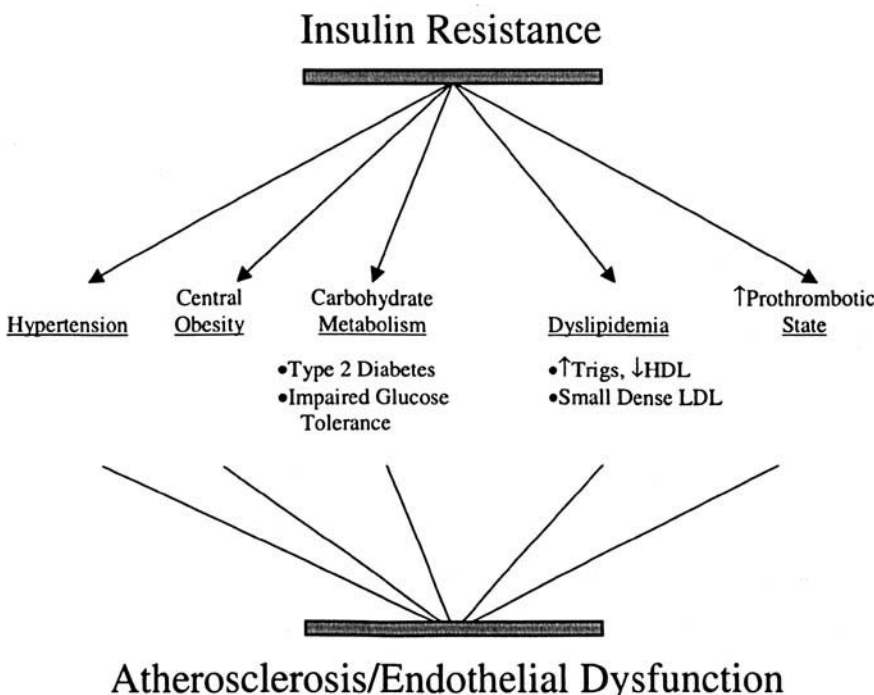 Insulin Resistance
Hypertension
Central
Obesity
Carbohydrate
Metabolism
•Type 2 Diabetes
•Impaired Glucose
Tolerance
Dyslipidemia
•↑Trigs, ↓HDL
•Small Dense LDL
↑Prothrombotic
State
Atherosclerosis/Endothelial Dysfunction